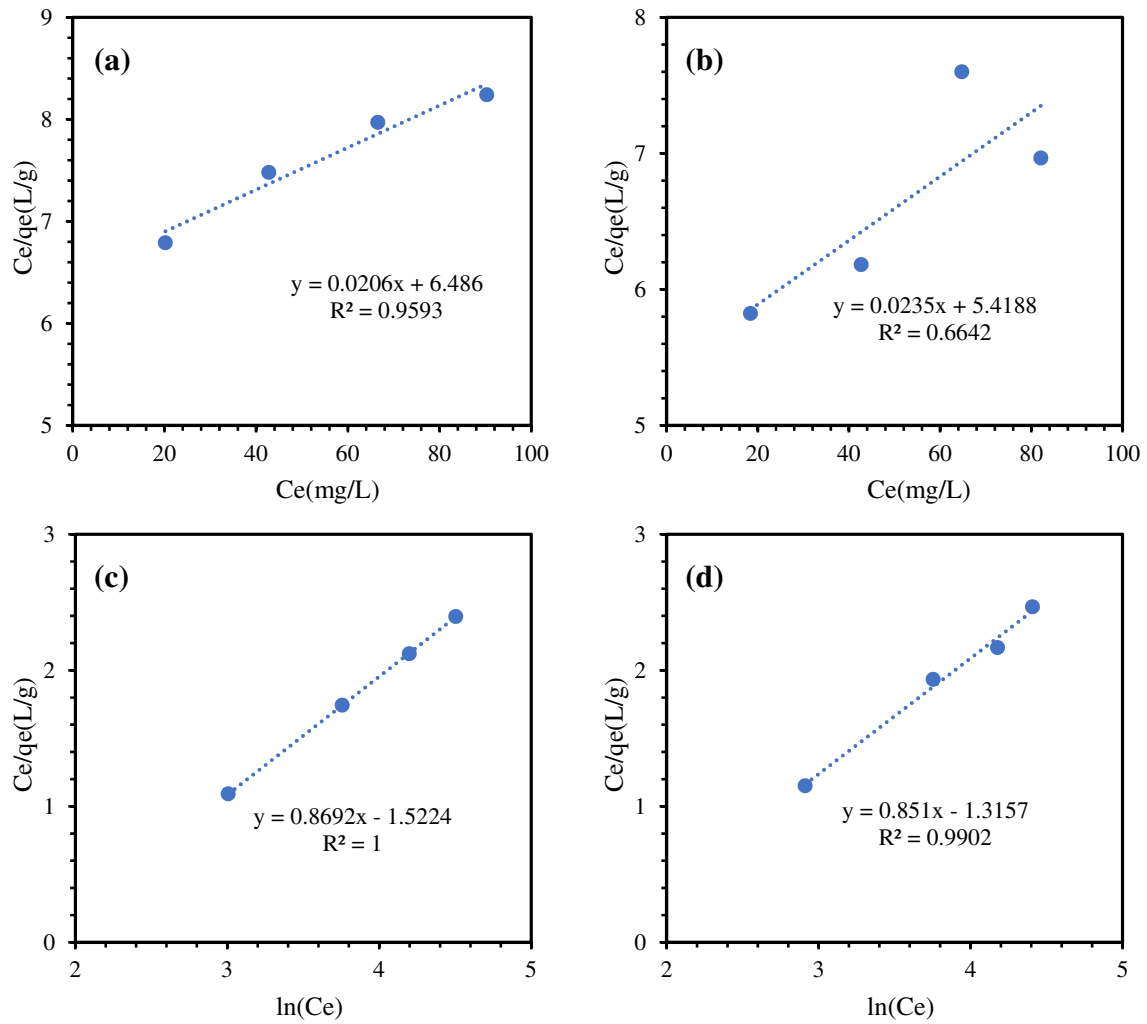 (a)
9
8
7
6
5
Ce/qe(L/g)
y = 0.0206x + 6.486
R² = 0.9593
0 20 40 60 80 100
Ce(mg/L)
(b)
8
7
6
5
Ce/qe(L/g)
y = 0.0235x + 5.4188
R² = 0.6642
0 20 40 60 80 100
Ce(mg/L)
(c)
3
2
1
0
Ce/qe(L/g)
y = 0.8692x - 1.5224
R² = 1
2 3 4 5
ln(Ce)
(d)
3
2
1
0
Ce/qe(L/g)
y = 0.851x - 1.3157
R² = 0.9902
2 3 4 5
ln(Ce)